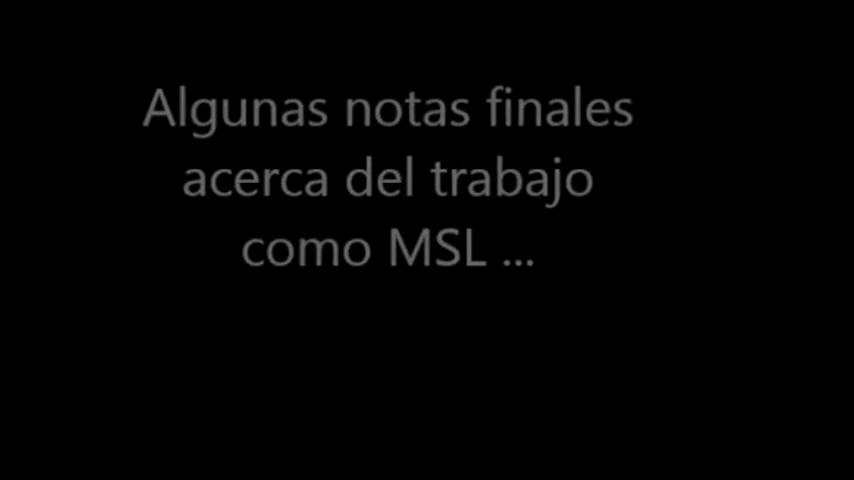 Algunas notas finales
acerca del trabajo
como MSL ...